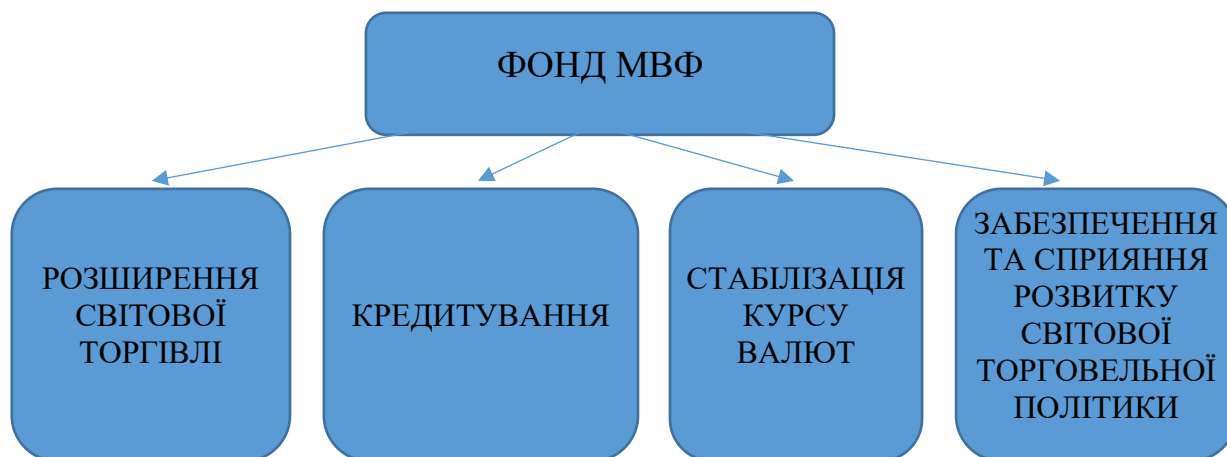 ФОНД МВФ
РОЗШИРЕННЯ
СВІТОВОЇ
ТОРГІВЛІ
КРЕДИТУВАННЯ
СТАБІЛІЗАЦІЯ
КУРСУ
ВАЛЮТ
ЗАБЕЗПЕЧЕННЯ
ТА СПРИЯННЯ
РОЗВИТКУ
СВІТОВОЇ
ТОРГОВЕЛЬНОЇ
ПОЛІТИКИ